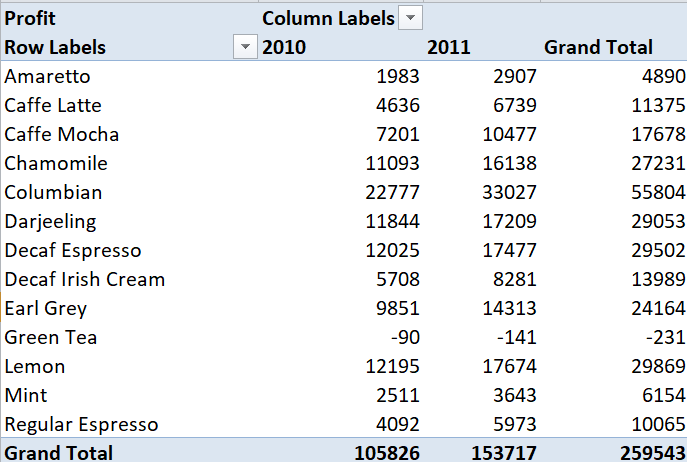 Profit Column Labels
Row Labels 2010 2011 Grand Total
Amaretto 1983 2907 4890
Caffe Latte 4636 6739 11375
Caffe Mocha 7201 10477 17678
Chamomile 11093 16138 27231
Columbian 22777 33027 55804
Darjeeling 11844 17209 29053
Decaf Espresso 12025 17477 29502
Decaf Irish Cream 5708 8281 13989
Earl Grey 9851 14313 24164
Green Tea -90 -141 -231
Lemon 12195 17674 29869
Mint 2511 3643 6154
Regular Espresso 4092 5973 10065
Grand Total 105826 153717 259543